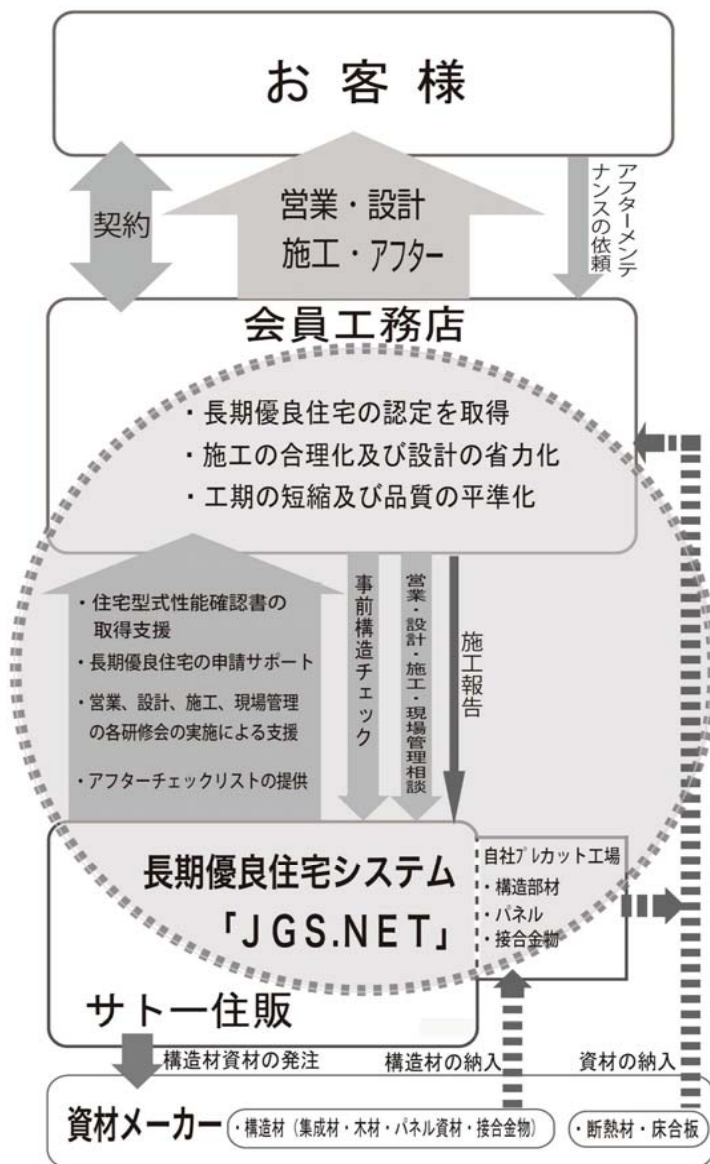 お客様
契約
営業・設計
施工・アフター
アフターメンテ
ナンスの依頼
会員工務店
・長期優良住宅の認定を取得
・施工の合理化及び設計の省力化
・工期の短縮及び品質の平準化
・住宅型式性能確認書の
取得支援
・長期優良住宅の申請サポート
・営業、設計、施工、現場管理
の各研修会の実施による支援
・アフターチェックリストの提供
事前構造チェック
営業・設計・施工・現場管理相談
施工報告
長期優良住宅システム
「JGS.NET」
自社プレカット工場
・構造部材
・パネル
・接合金物
サトー住販
構造材資材の発注
構造材の納入
資材の納入
資材メーカー
・構造材（集成材・木材・パネル資材・接合金物）
・断熱材・床合板